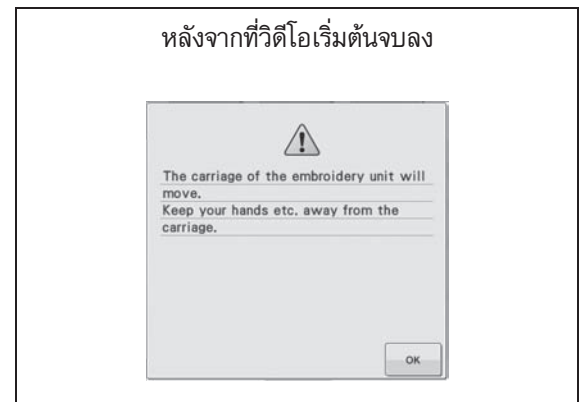 หลังจากที่วิดีโอเริ่มต้นจบลง
The carriage of the embroidery unit will
move.
Keep your hands etc. away from the
carriage.
OK